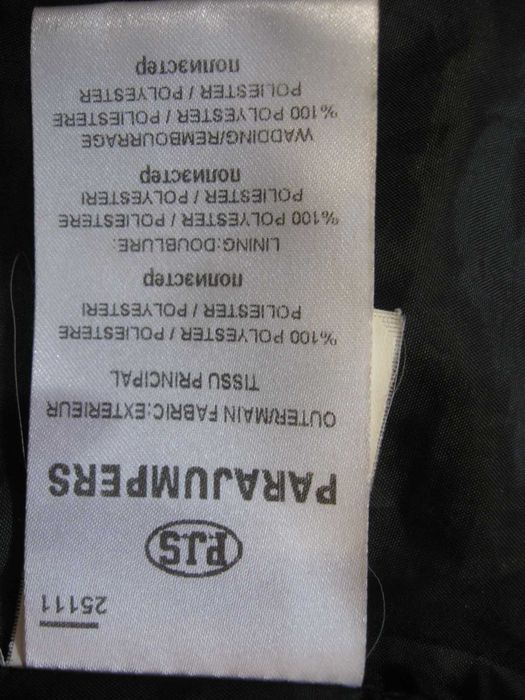 25111
PJS
PARAJUMPERS
OUTER/MAIN FABRIC:EXTERIEUR
TISSU PRINCIPAL
%100 POLYESTER / POLIESTERE
POLIESTER / POLYESTERI
полиэстер
LINING:DOUBLURE:
%100 POLYESTER / POLIESTERE
POLIESTER / POLYESTERI
полиэстер
WADDING/REMBOURRAGE
%100 POLYESTER / POLIESTERE
POLIESTER / POLYESTER
полиэстер